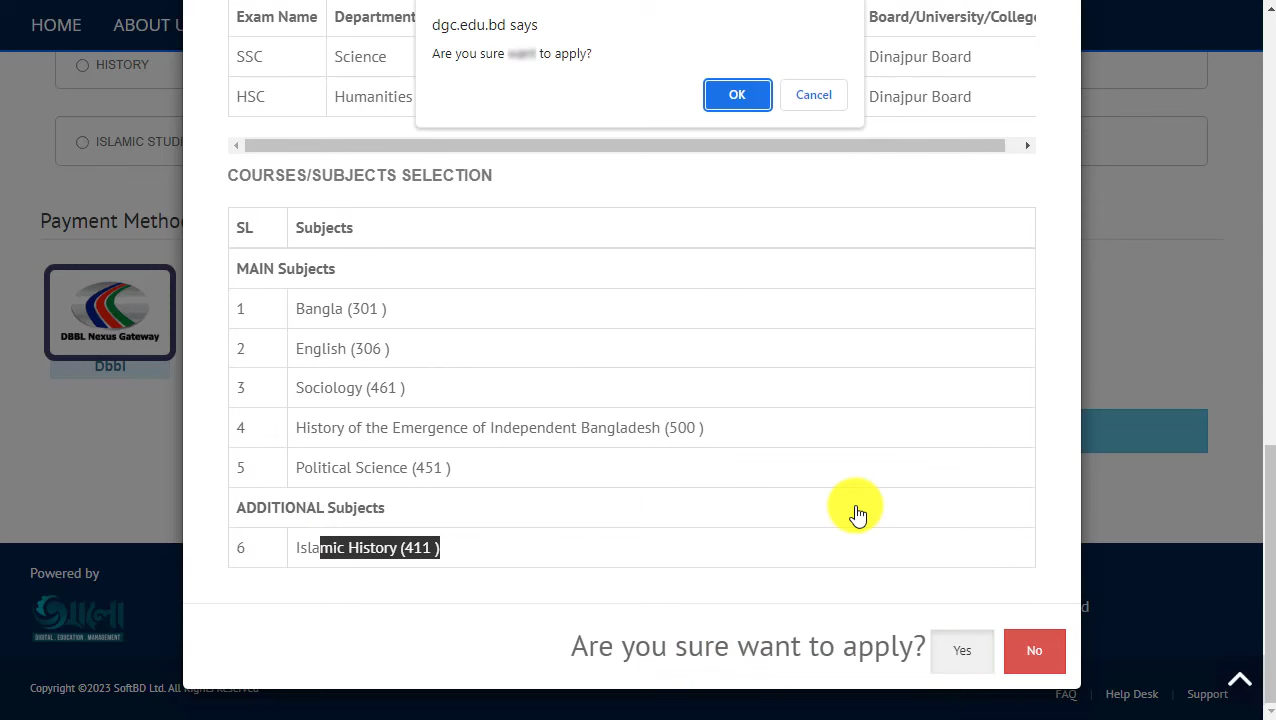 HOME ABOUT U
Exam Name Department Board/University/College
dgc.edu.bd says
Are you sure to apply?
OK Cancel
SSC Science Dinajpur Board
HSC Humanities Dinajpur Board
HISTORY
ISLAMIC STUDI
COURSES/SUBJECTS SELECTION
Payment Metho
SL Subjects
MAIN Subjects
1 Bangla (301 )
2 English (306 )
3 Sociology (461 )
4 History of the Emergence of Independent Bangladesh (500 )
5 Political Science (451 )
ADDITIONAL Subjects
6 Islamic History (411 )
DBBL Nexus Gateway
Dbbl
Are you sure want to apply? Yes No
Powered by
DIGITAL EDUCATION MANAGEMENT
d
Copyright ©2023 SoftBD Ltd. All Rights Reserved
FAQ Help Desk Support